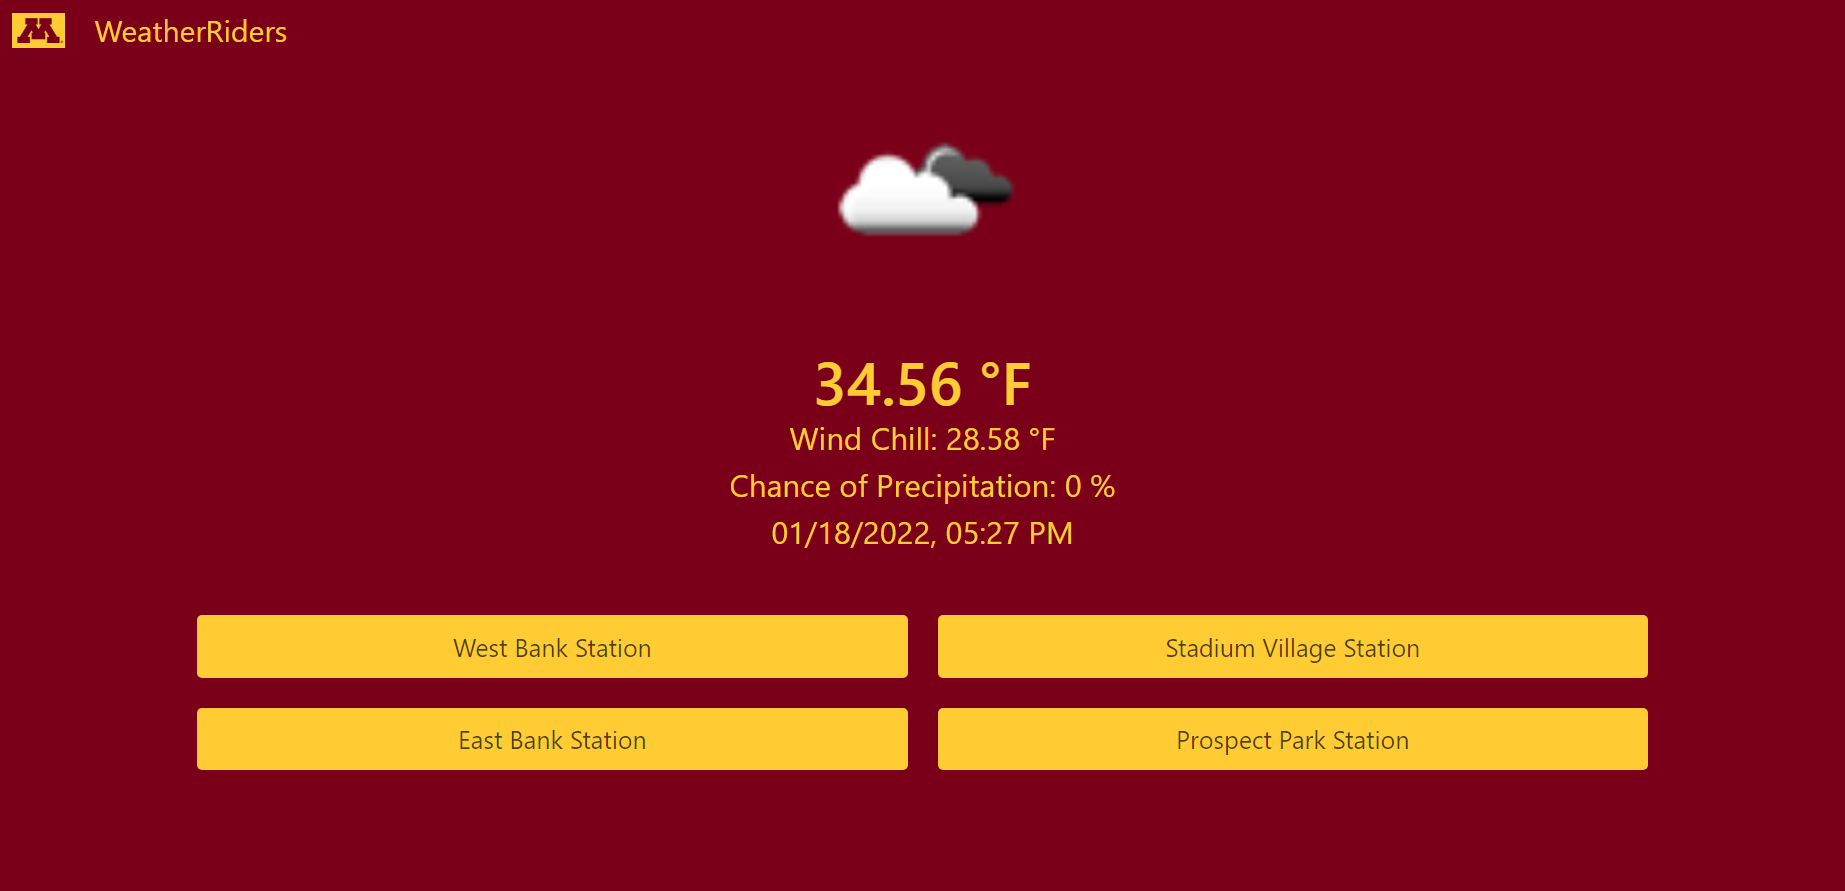 M WeatherRiders
34.56 °F
Wind Chill: 28.58 °F
Chance of Precipitation: 0 %
01/18/2022, 05:27 PM
West Bank Station
Stadium Village Station
East Bank Station
Prospect Park Station